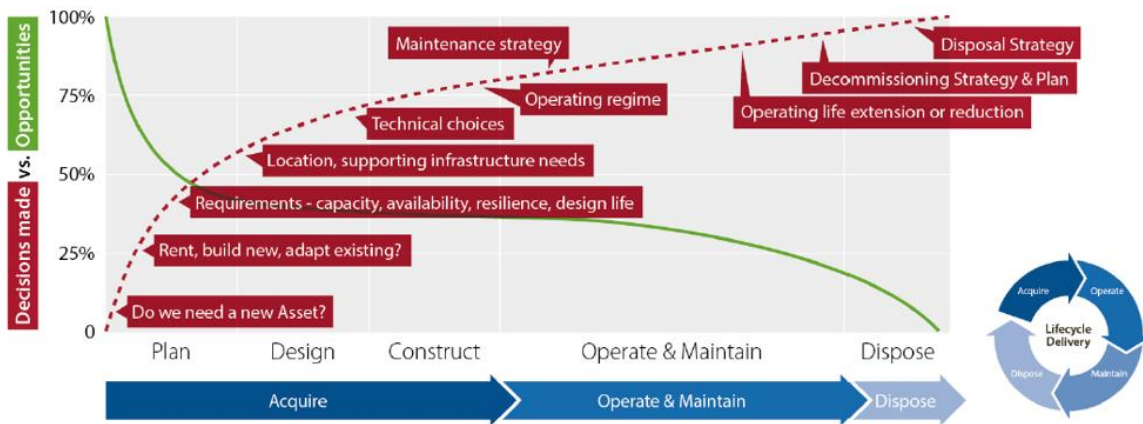 Decisions made vs. Opportunities
100%
75%
50%
25%
0
Maintenance strategy
Disposal Strategy
Decommissioning Strategy & Plan
Operating regime
Operating life extension or reduction
Technical choices
Location, supporting infrastructure needs
Requirements - capacity, availability, resilience, design life
Rent, build new, adapt existing?
Do we need a new Asset?
Plan
Design
Construct
Operate & Maintain
Dispose
Acquire
Operate & Maintain
Dispose
Acquire
Operate
Lifecycle
Delivery
Dispose
Maintain